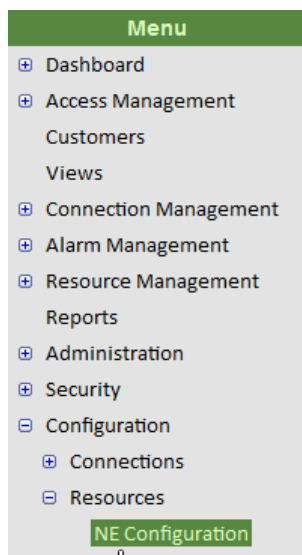 Menu
Dashboard
Access Management
Customers
Views
Connection Management
Alarm Management
Resource Management
Reports
Administration
Security
Configuration
Connections
Resources
NE Configuration